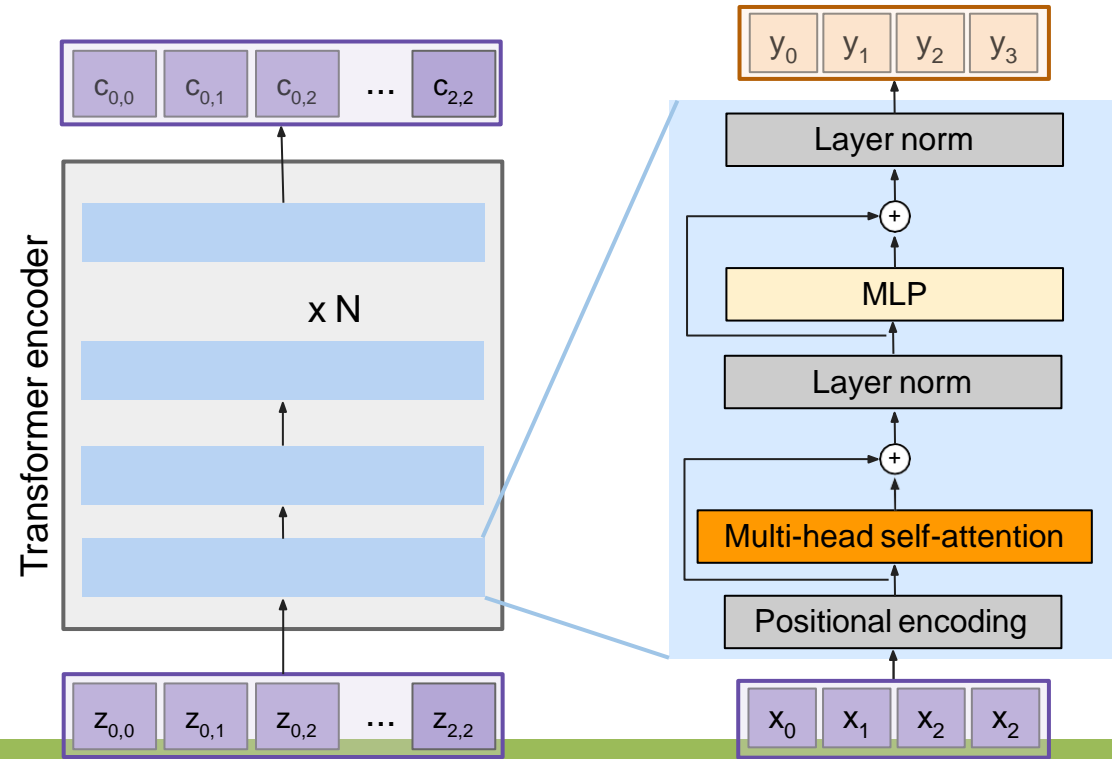 c0,0 c0,1 c0,2 ... c2,2
Transformer encoder
x N
z0,0 z0,1 z0,2 ... z2,2
y0 y1 y2 y3
Layer norm
+
MLP
Layer norm
+
Multi-head self-attention
Positional encoding
x0 x1 x2 x2